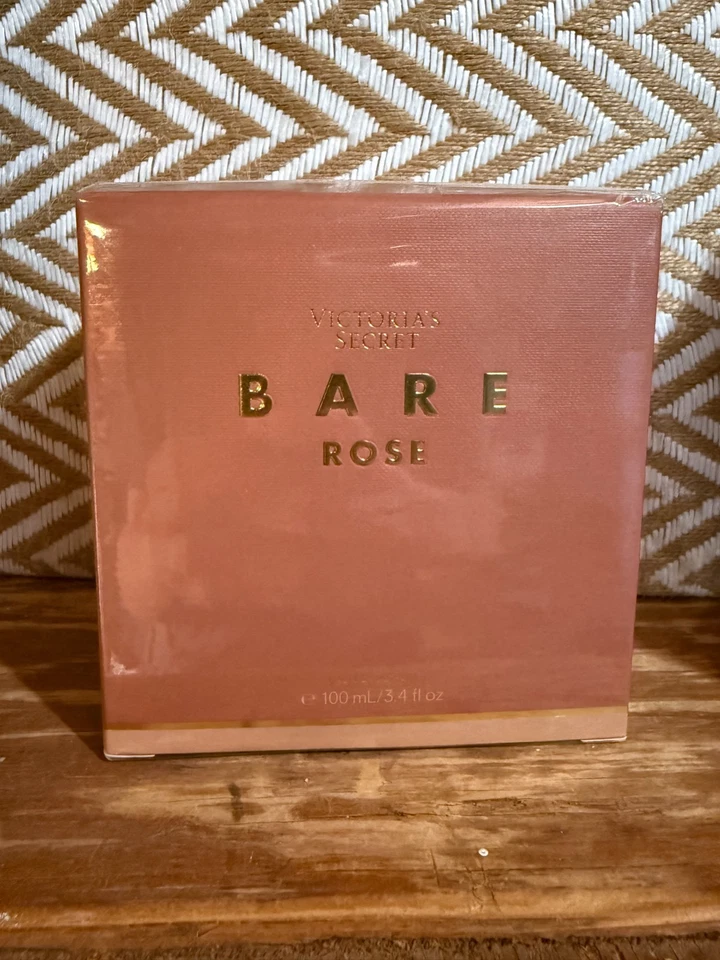 VICTORIA'S
SECRET
BARE
ROSE
℮ 100 mL/3.4 fl oz